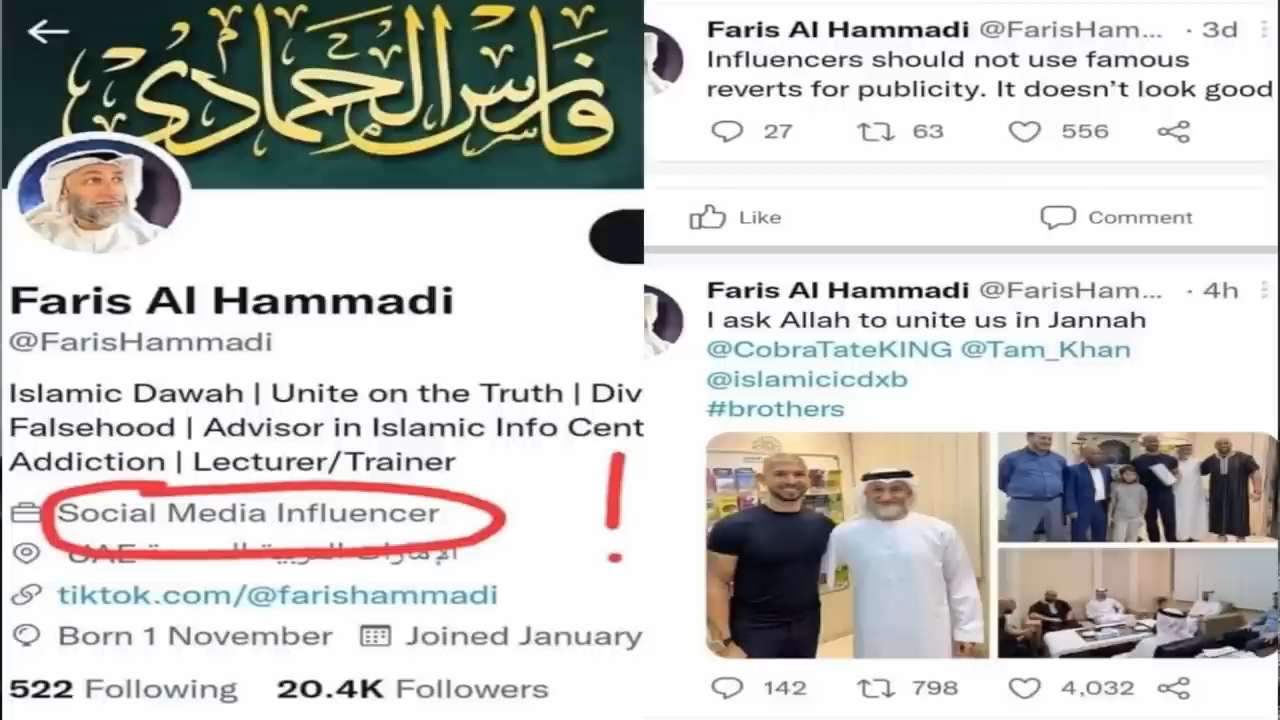 فارس الحمادي
Faris Al Hammadi
@FarisHammadi
Islamic Dawah | Unite on the Truth | Div
Falsehood | Advisor in Islamic Info Cent
Addiction | Lecturer/Trainer
Social Media Influencer
UAE الإمارات العربية المتحدة
tiktok.com/@farishammadi
Born 1 November Joined January
522 Following 20.4K Followers
Faris Al Hammadi @FarisHam... · 3d
Influencers should not use famous
reverts for publicity. It doesn’t look good
27 63 556
Like Comment
Faris Al Hammadi @FarisHam... · 4h
I ask Allah to unite us in Jannah
@CobraTateKING @Tam_Khan
@islamicicdxb
#brothers
142 798 4,032